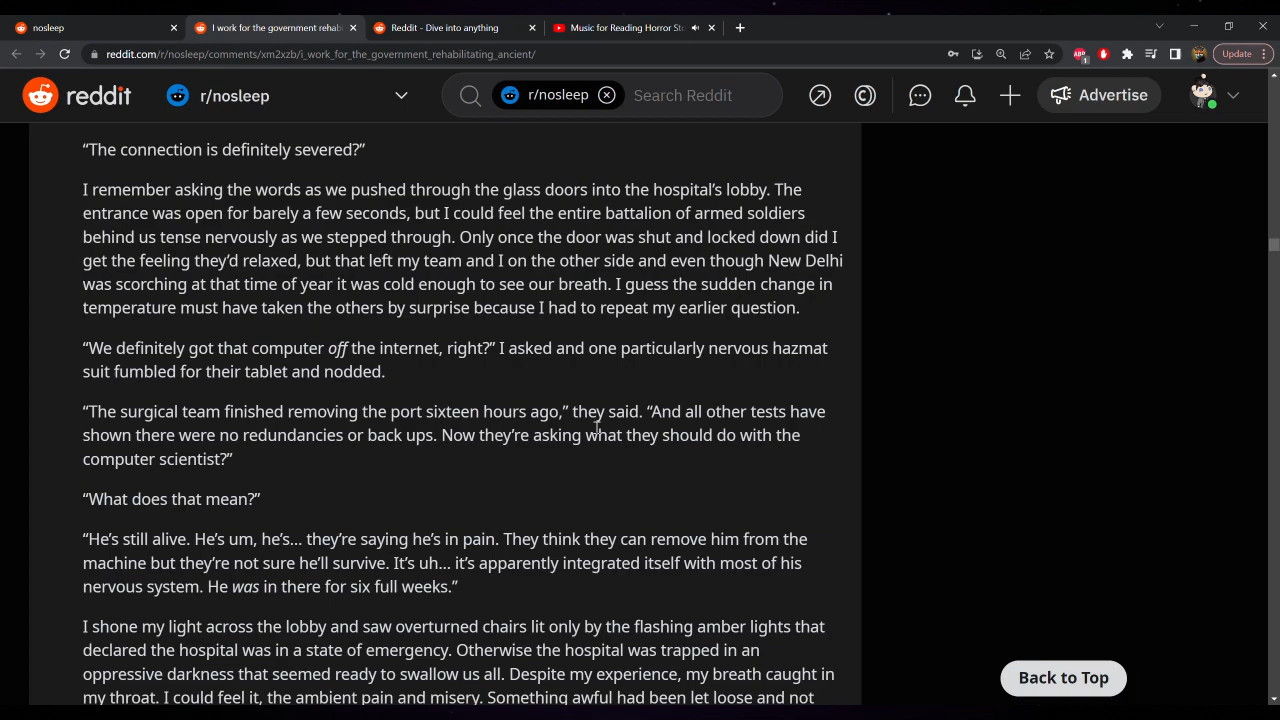 nosleep
I work for the government rehab
Reddit - Dive into anything
Music for Reading Horror St
reddit.com/r/nosleep/comments/xm2xzb/i_work_for_the_government_rehabilitating_ancient/
ABP
1
Update
reddit
r/nosleep
r/nosleep
Search Reddit
Advertise
“The connection is definitely severed?”
I remember asking the words as we pushed through the glass doors into the hospital’s lobby. The
entrance was open for barely a few seconds, but I could feel the entire battalion of armed soldiers
behind us tense nervously as we stepped through. Only once the door was shut and locked down did I
get the feeling they’d relaxed, but that left my team and I on the other side and even though New Delhi
was scorching at that time of year it was cold enough to see our breath. I guess the sudden change in
temperature must have taken the others by surprise because I had to repeat my earlier question.
“We definitely got that computer off the internet, right?” I asked and one particularly nervous hazmat
suit fumbled for their tablet and nodded.
“The surgical team finished removing the port sixteen hours ago,” they said. “And all other tests have
shown there were no redundancies or back ups. Now they’re asking what they should do with the
computer scientist?”
“What does that mean?”
“He’s still alive. He’s um, he’s… they’re saying he’s in pain. They think they can remove him from the
machine but they’re not sure he’ll survive. It’s uh… it’s apparently integrated itself with most of his
nervous system. He was in there for six full weeks.”
I shone my light across the lobby and saw overturned chairs lit only by the flashing amber lights that
declared the hospital was in a state of emergency. Otherwise the hospital was trapped in an
oppressive darkness that seemed ready to swallow us all. Despite my experience, my breath caught in
my throat. I could feel it, the ambient pain and misery. Something awful had been let loose and not
Back to Top